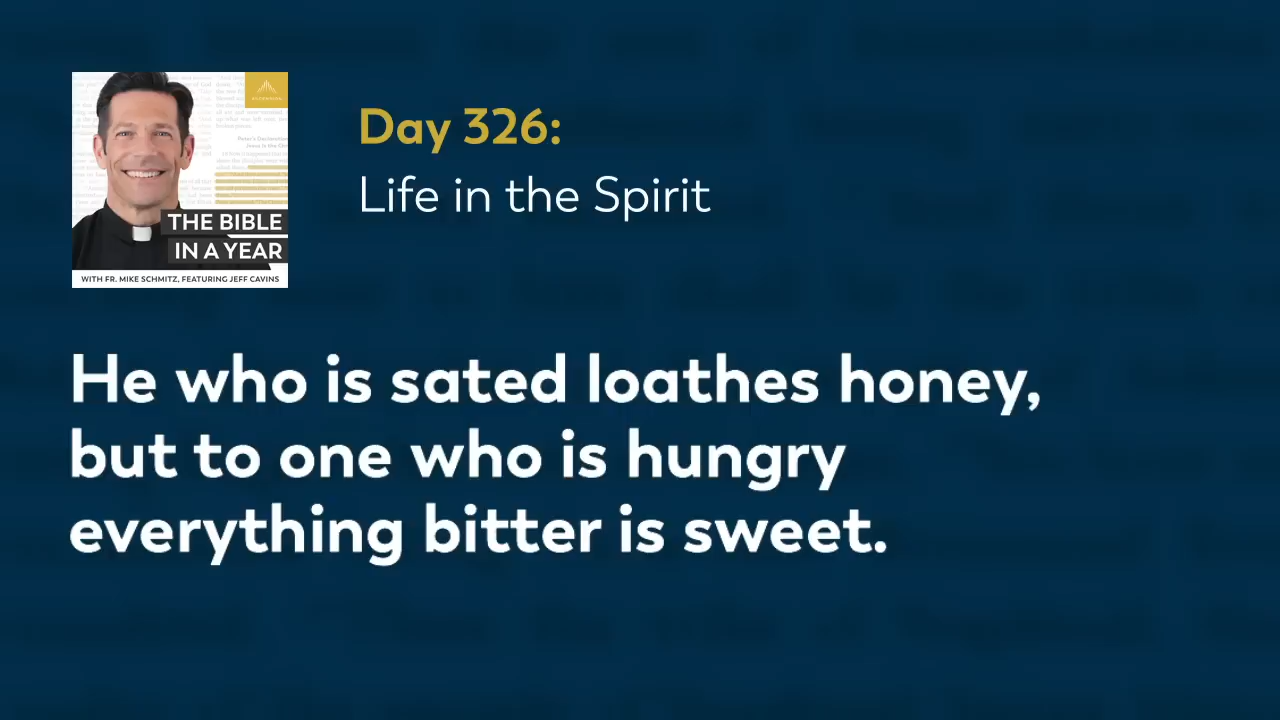 Day 326:
Life in the Spirit
THE BIBLE
IN A YEAR
WITH FR. MIKE SCHMITZ, FEATURING JEFF CAVINS
He who is sated loathes honey,
but to one who is hungry
everything bitter is sweet.